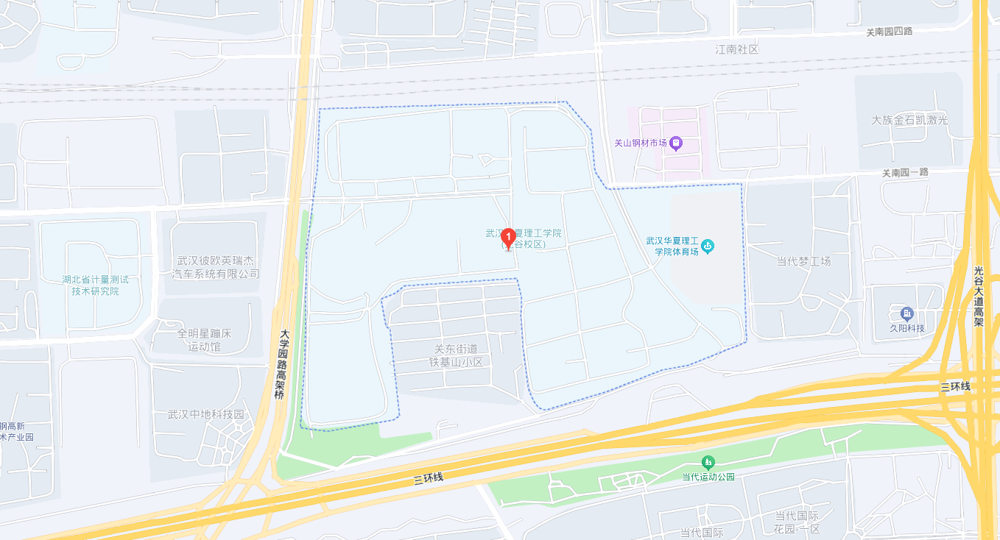 关南园四路
江南社区
大族金石凯激光
关山钢材市场
关南园一路
武汉 夏理工学院
谷校区)
1
武汉华夏理工
学院体育场
武汉彼欧英瑞杰
汽车系统有限公司
当代梦工场
湖北省计量测试
技术研究院
光谷大道高架
久阳科技
全明星蹦床
运动馆
大学园路高架桥
关东街道
铁基山小区
三环线
武汉中地科技园
钢高新
术产业园
三环线
当代运动公园
当代国际
花园-一区
当代国际